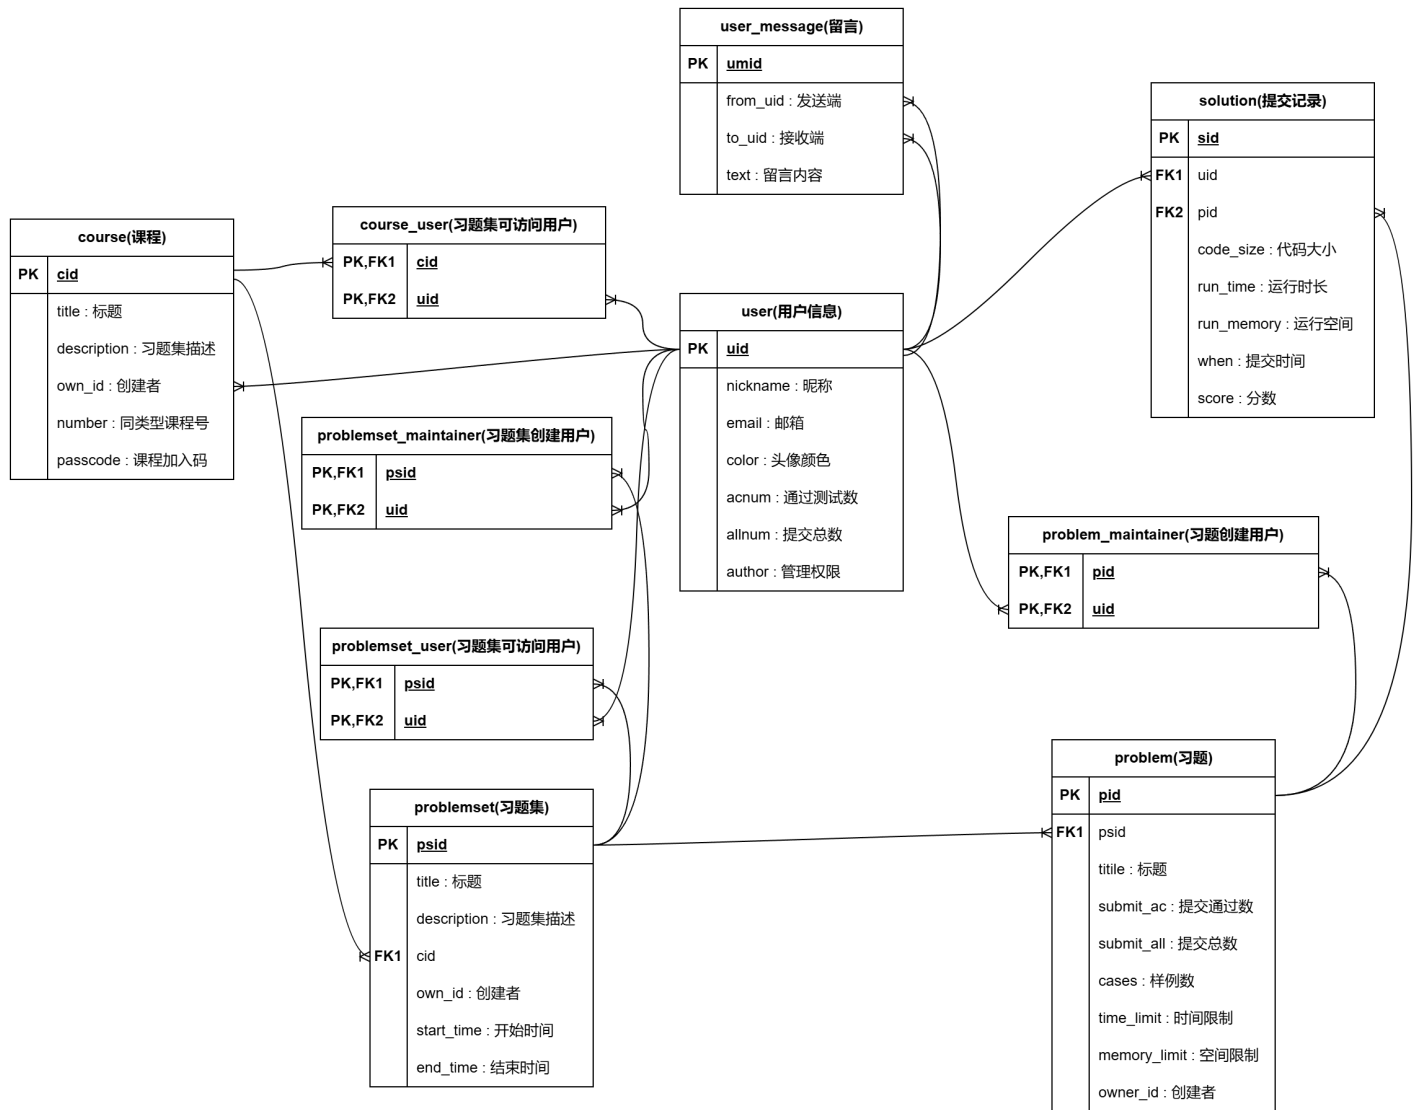 user_message(留言)
PK umid
from_uid : 发送端
to_uid : 接收端
text : 留言内容
solution(提交记录)
PK sid
FK1 uid
FK2 pid
code_size : 代码大小
run_time : 运行时长
run_memory : 运行空间
when : 提交时间
score : 分数
course_user(习题集可访问用户)
PK,FK1 cid
PK,FK2 uid
course(课程)
PK cid
title : 标题
description : 习题集描述
own_id : 创建者
number : 同类型课程号
passcode : 课程加入码
user(用户信息)
PK uid
nickname : 昵称
email : 邮箱
color : 头像颜色
acnum : 通过测试数
allnum : 提交总数
author : 管理权限
problemset_maintainer(习题集创建用户)
PK,FK1 psid
PK,FK2 uid
problem_maintainer(习题创建用户)
PK,FK1 pid
PK,FK2 uid
problemset_user(习题集可访问用户)
PK,FK1 psid
PK,FK2 uid
problemset(习题集)
PK psid
title : 标题
description : 习题集描述
FK1 cid
own_id : 创建者
start_time : 开始时间
end_time : 结束时间
problem(习题)
PK pid
FK1 psid
titile : 标题
submit_ac : 提交通过数
submit_all : 提交总数
cases : 样例数
time_limit : 时间限制
memory_limit : 空间限制
owner_id : 创建者